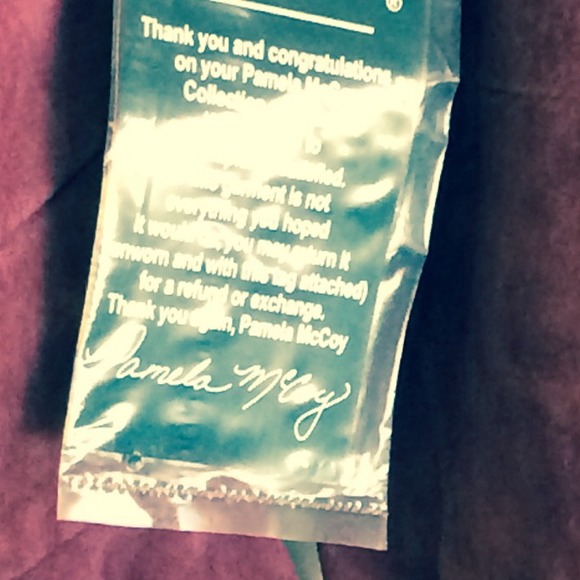 ®
Thank you and congratulations
on your Pamela McCoy
Collection
garment is not
everything you hoped
it would be, you may return it
unworn and with this tag attached)
for a refund or exchange.
Thank you again, Pamela McCoy
Pamela McCoy